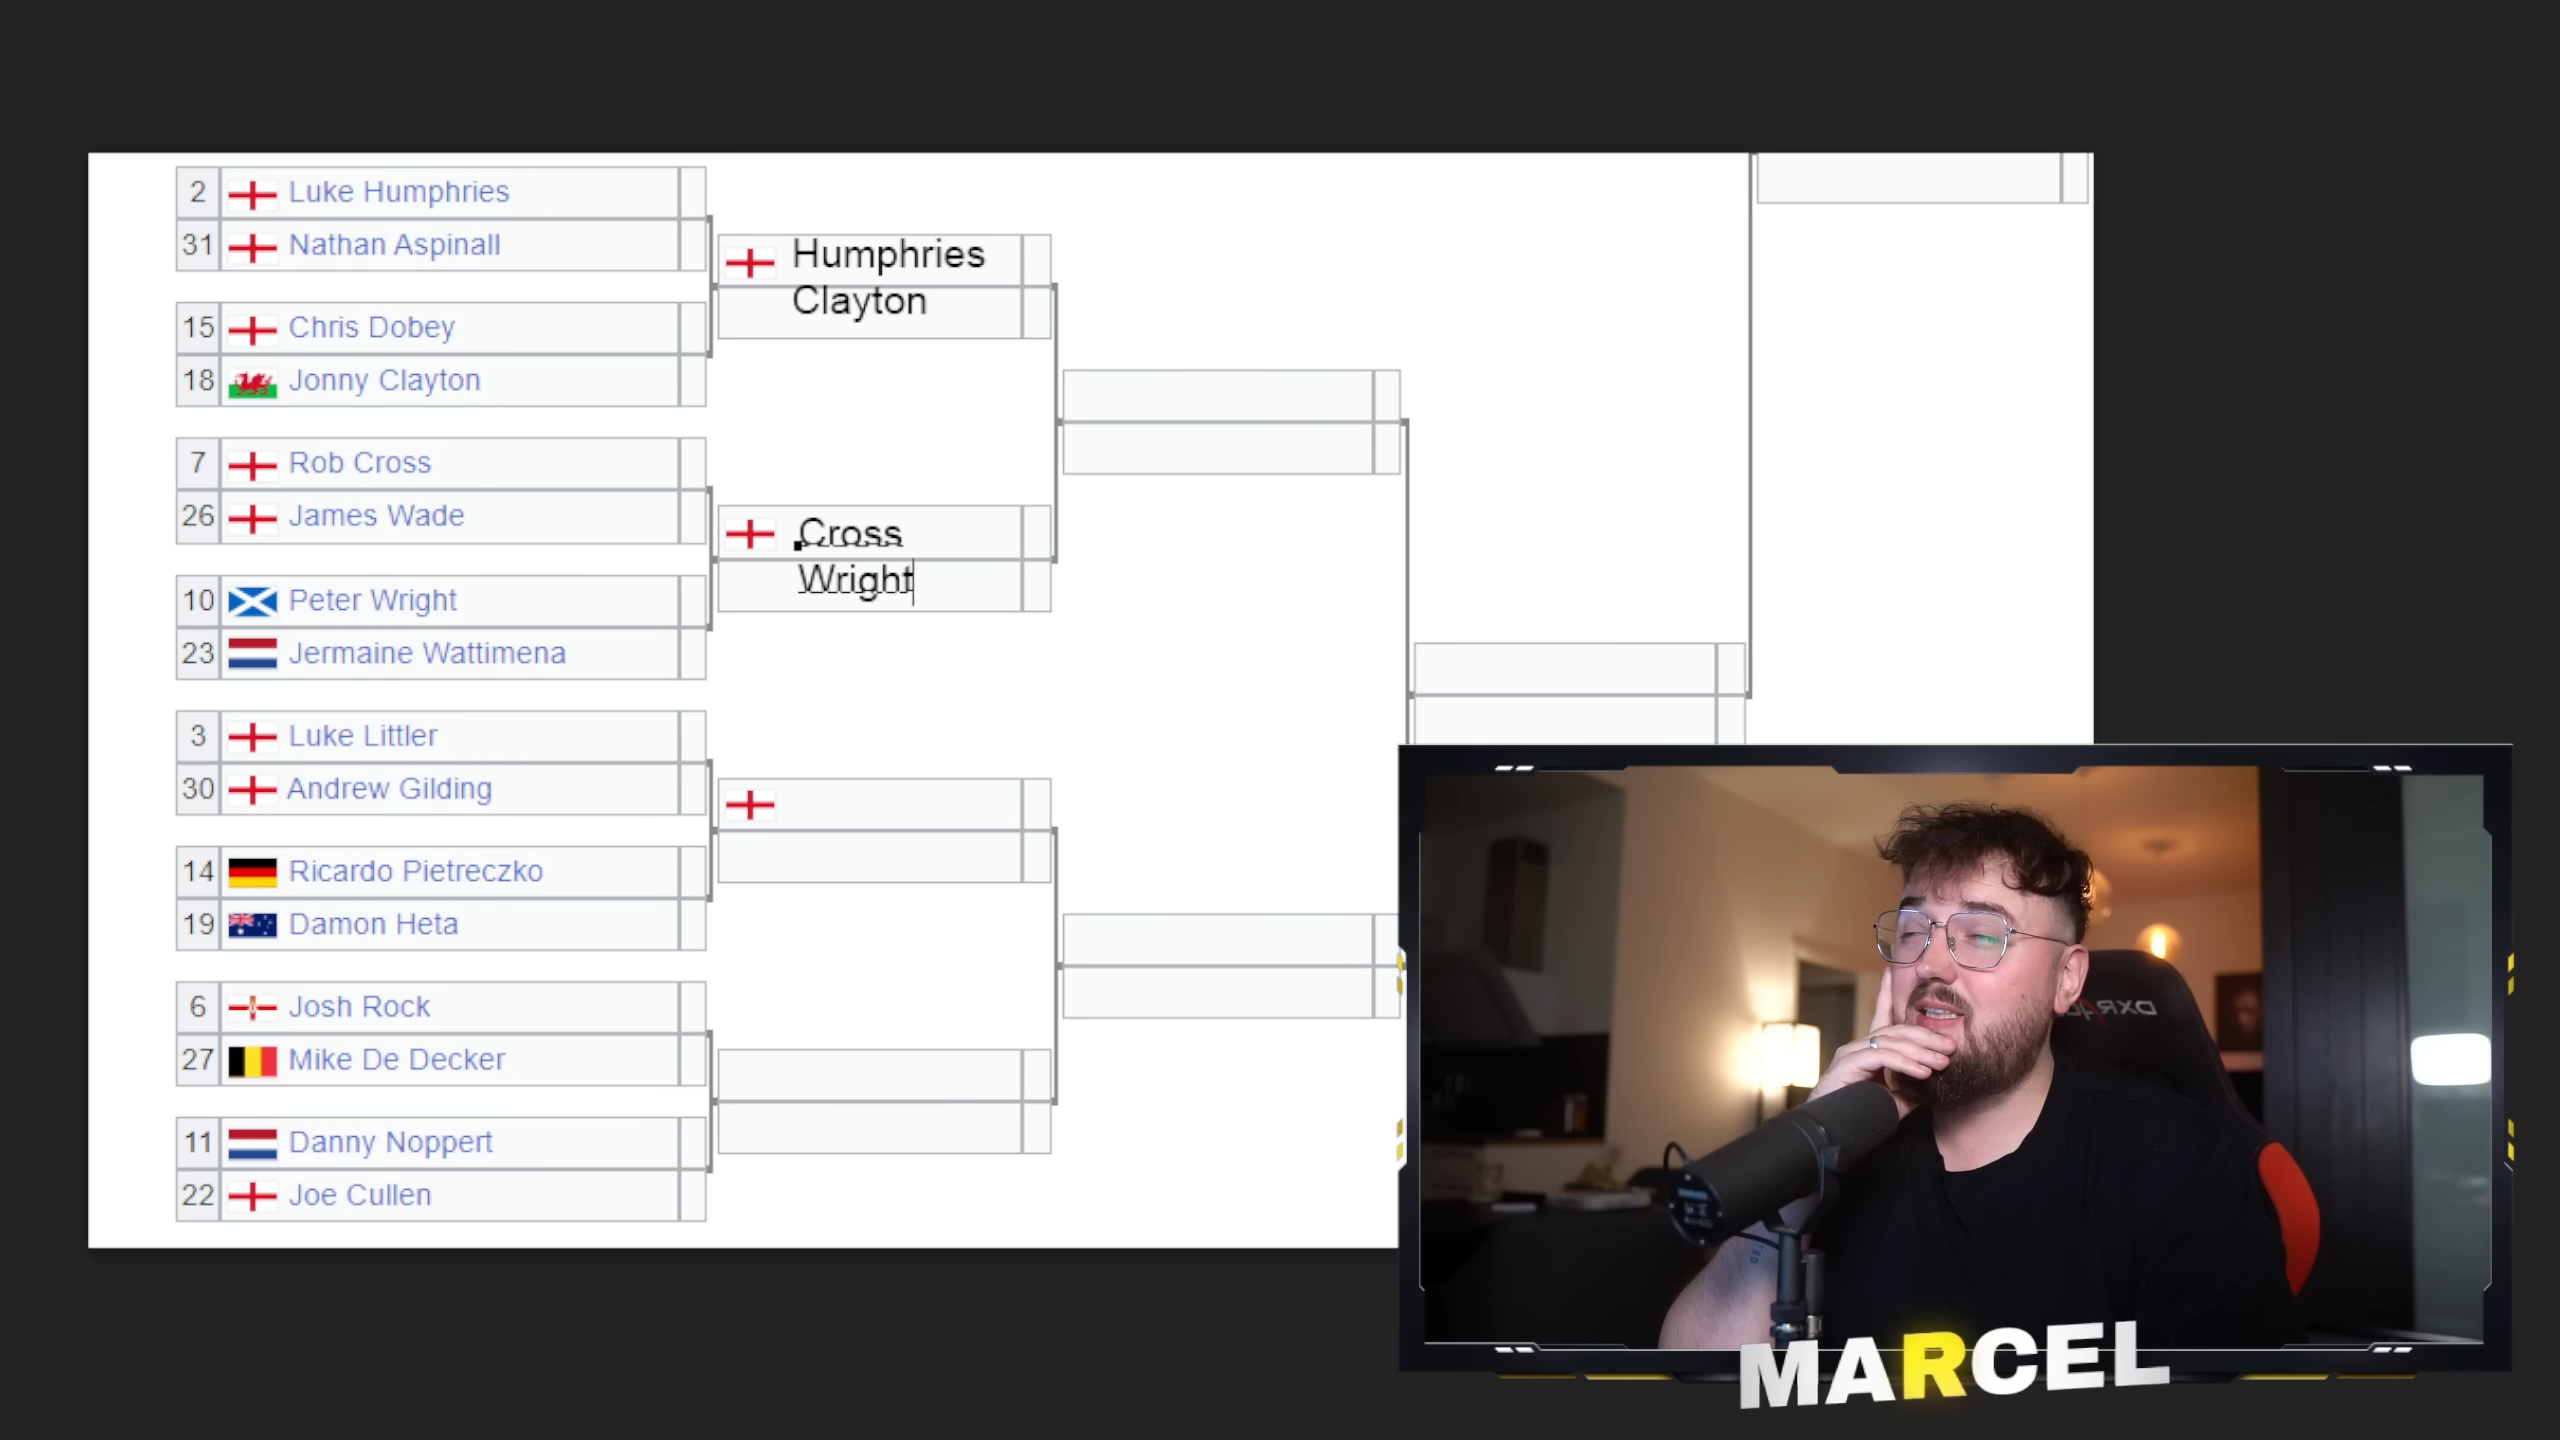 2 Luke Humphries
31 Nathan Aspinall
15 Chris Dobey
18 Jonny Clayton
7 Rob Cross
26 James Wade
10 Peter Wright
23 Jermaine Wattimena
3 Luke Littler
30 Andrew Gilding
14 Ricardo Pietreczko
19 Damon Heta
6 Josh Rock
27 Mike De Decker
11 Danny Noppert
22 Joe Cullen
Humphries
Clayton
Cross
Wright
MARCEL